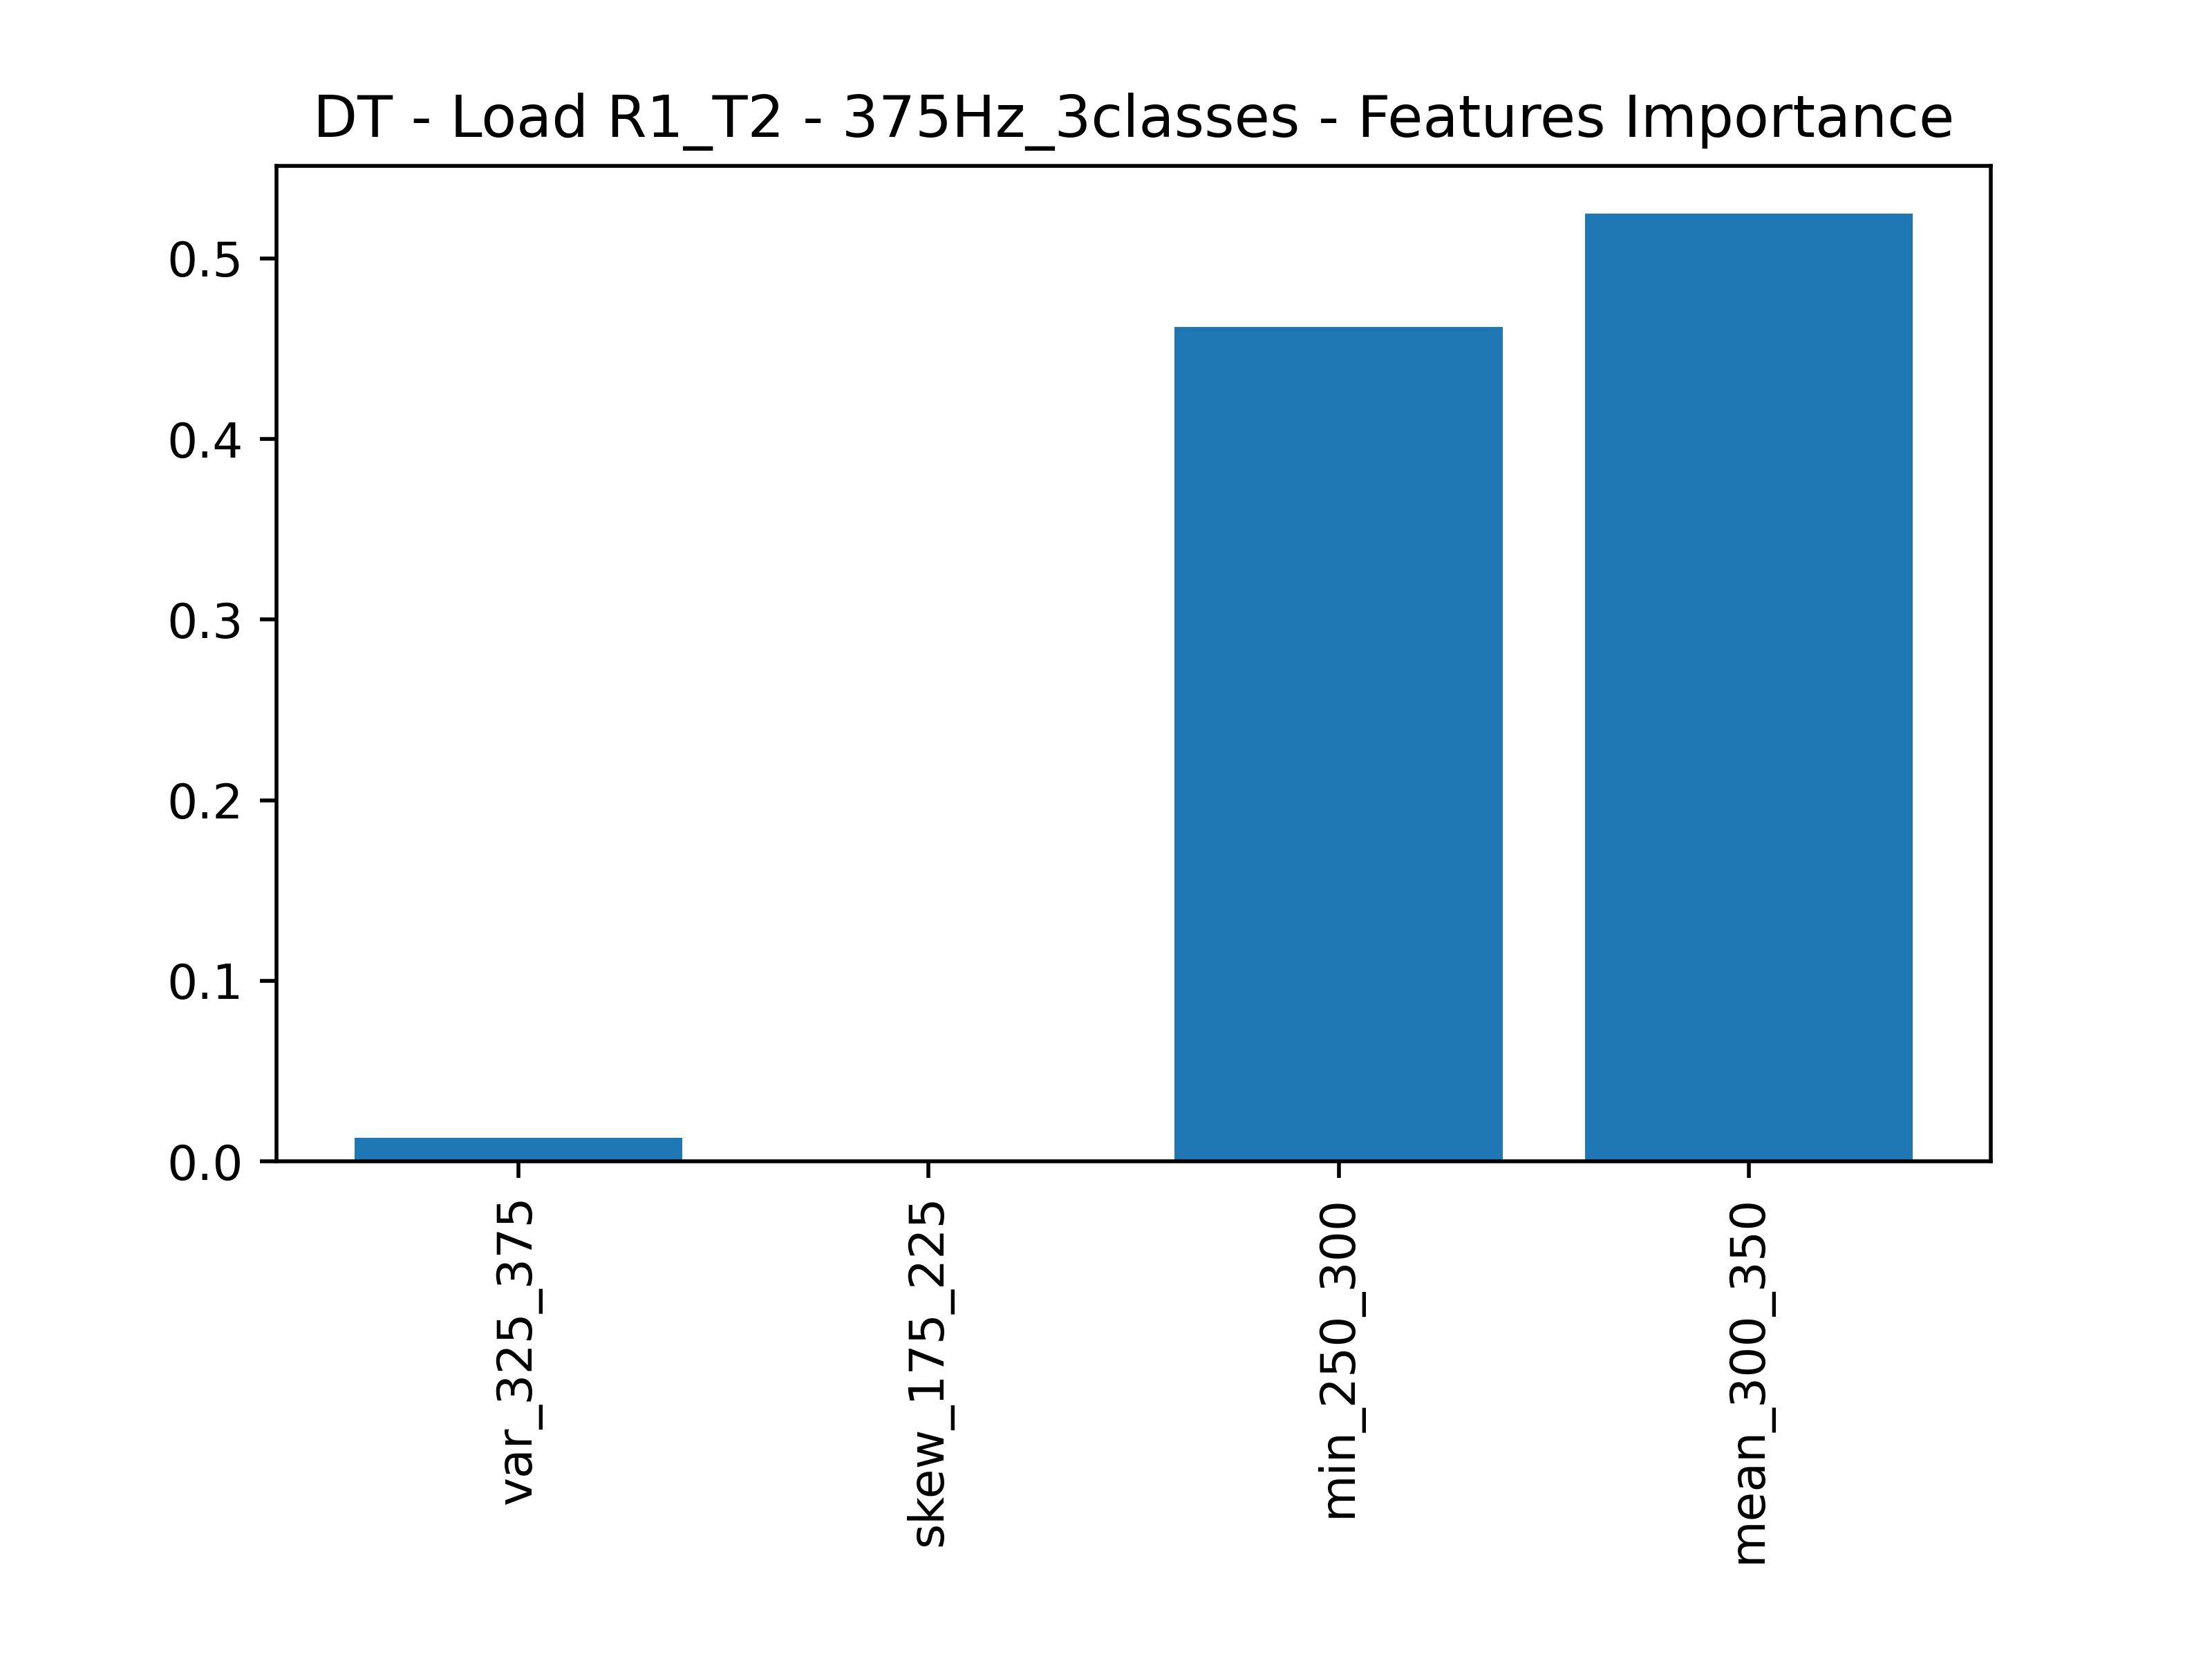 DT - Load R1_T2 - 375Hz_3classes - Features Importance
0.5
0.4
0.3
0.2
0.1
0.0
var_325_375
skew_175_225
min_250_300
mean_300_350